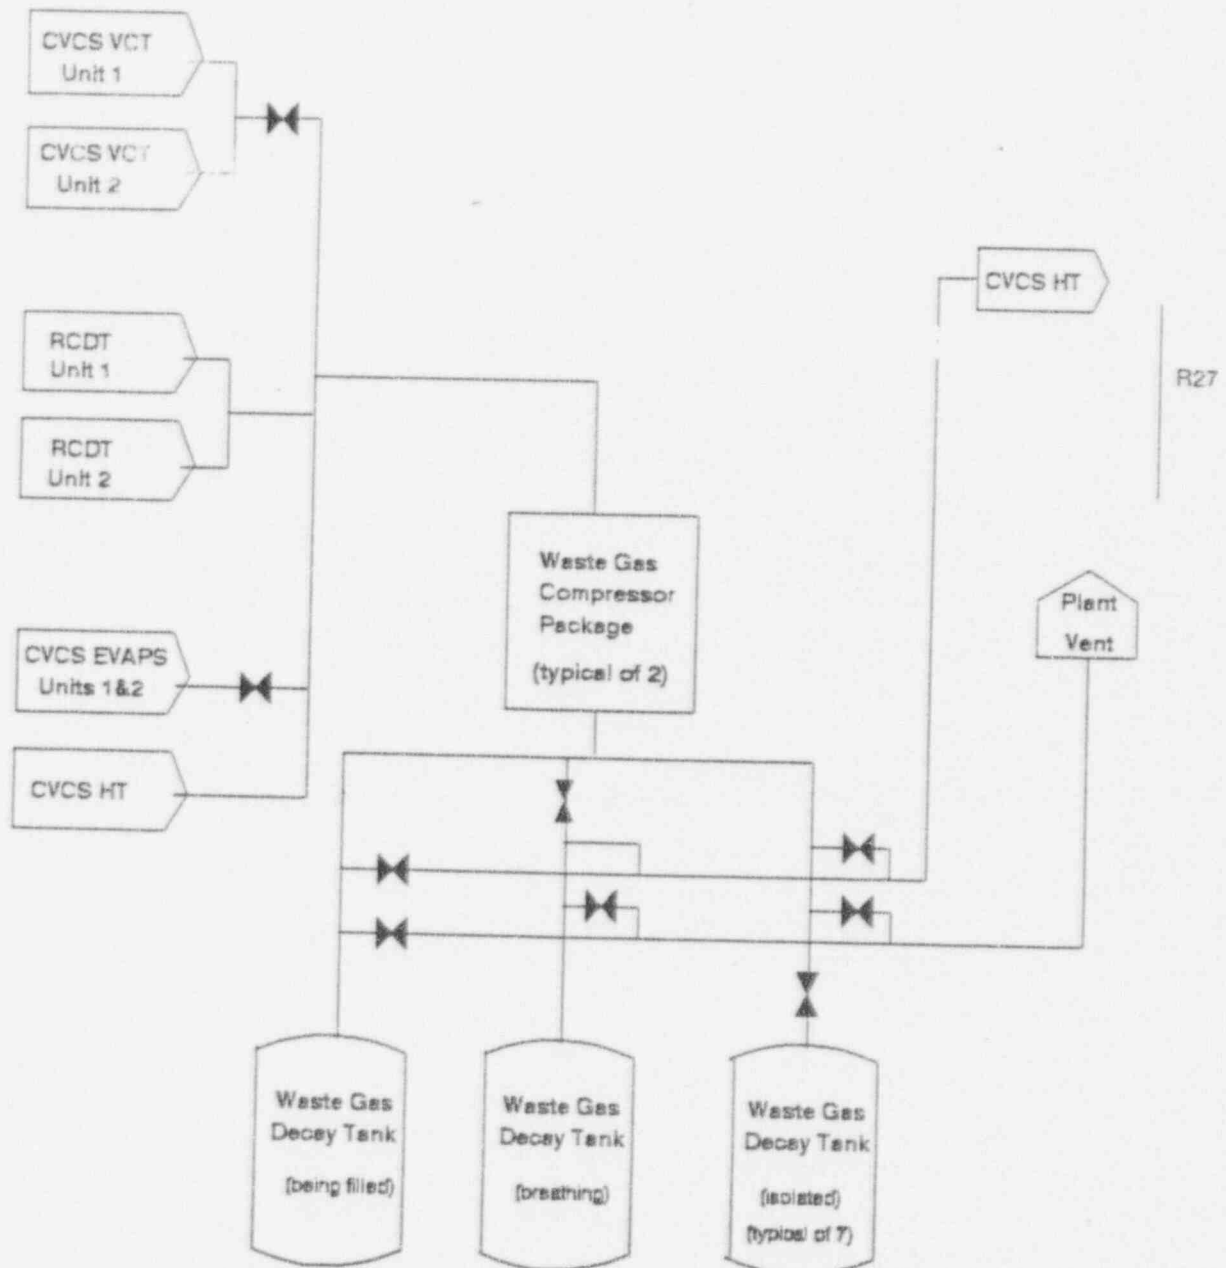 CVCS VCT
Unit 1
CVCS VCT
Unit 2
RCDT
Unit 1
RCDT
Unit 2
CVCS EVAPS
Units 1&2
CVCS HT
Waste Gas
Compressor
Package
(typical of 2)
CVCS HT
R27
Plant
Vent
Waste Gas
Decay Tank
(being filled)
Waste Gas
Decay Tank
(breathing)
Waste Gas
Decay Tank
(isolated)
(typical of 7)